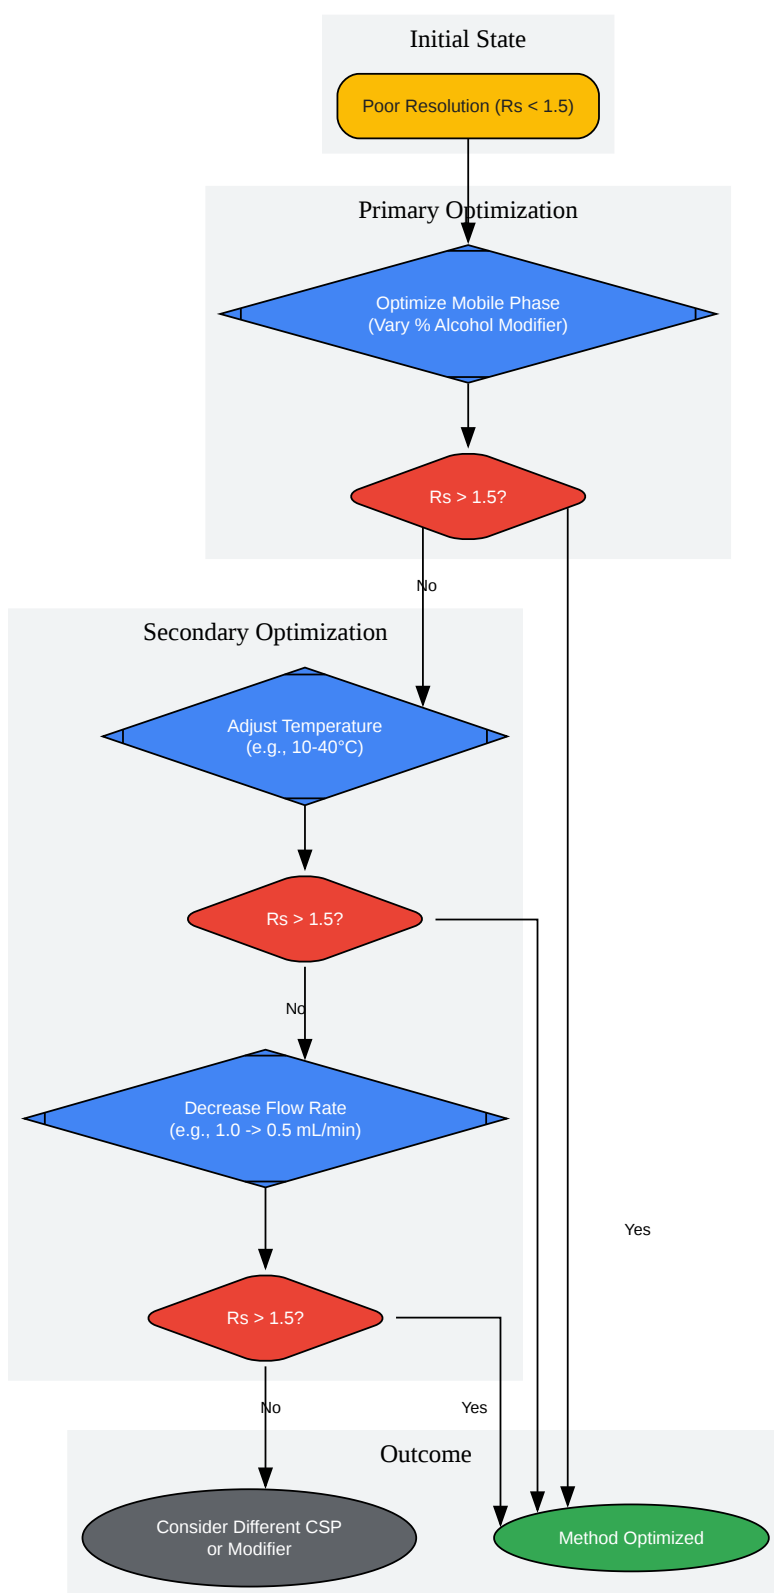 Initial State
Poor Resolution (Rs < 1.5)
Primary Optimization
Optimize Mobile Phase
(Vary % Alcohol Modifier)
Rs > 1.5?
No
Secondary Optimization
Adjust Temperature
(e.g., 10-40°C)
Rs > 1.5?
No
Decrease Flow Rate
(e.g., 1.0 -> 0.5 mL/min)
Yes
Rs > 1.5?
No
Yes
Outcome
Consider Different CSP
or Modifier
Method Optimized